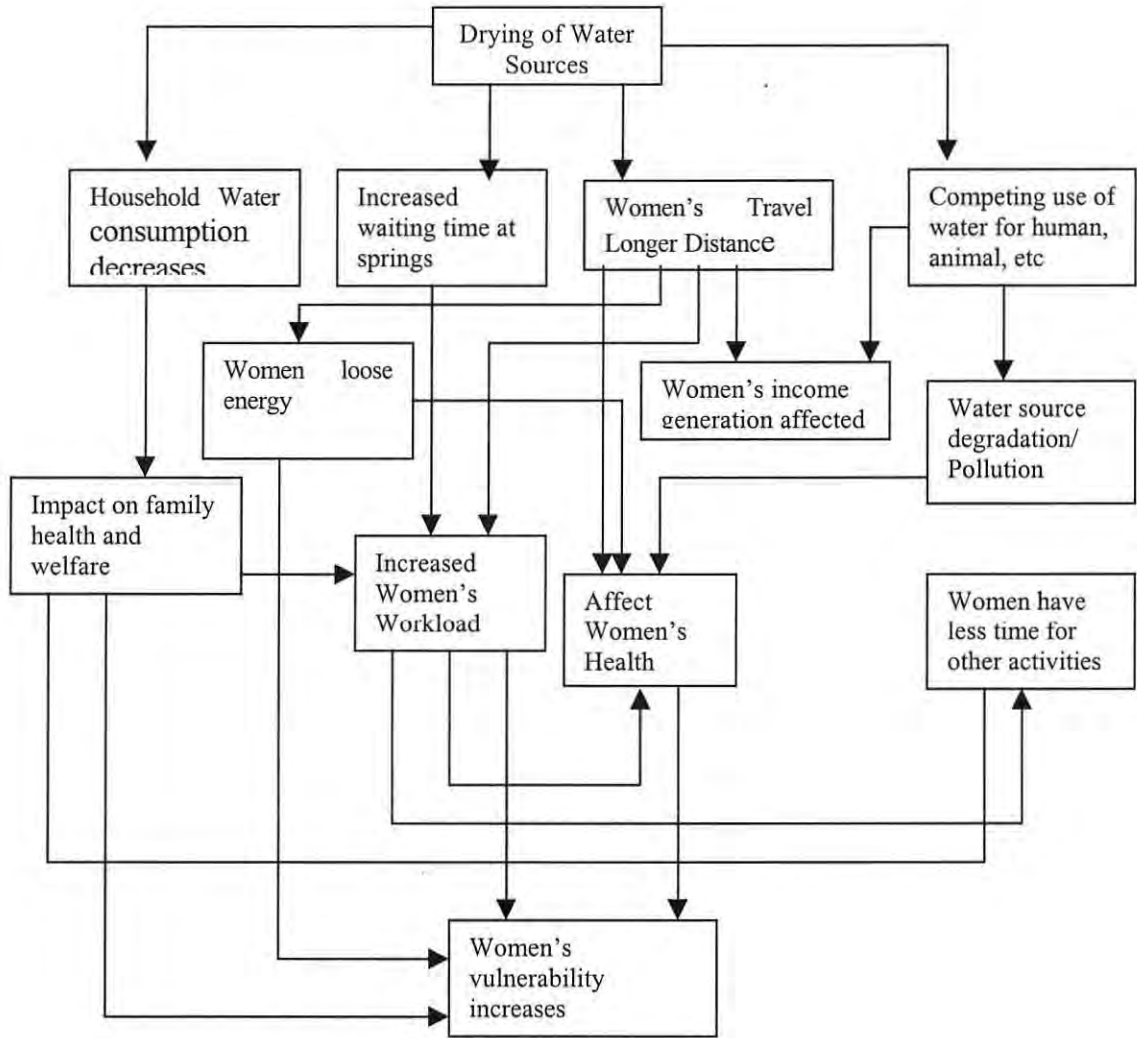 Drying of Water
Sources
Household Water
consumption
decreases
Increased
waiting time at
springs
Women's Travel
Longer Distance
Competing use of
water for human,
animal, etc
Women loose
energy
Women's income
generation affected
Water source
degradation/
Pollution
Impact on family
health and
welfare
Increased
Women's
Workload
Affect
Women's
Health
Women have
less time for
other activities
Women's
vulnerability
increases